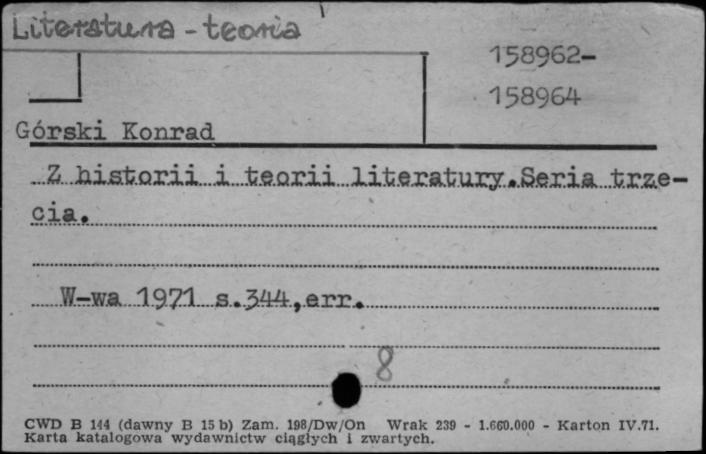 Literatura - teoria
158962-
158964
Górski Konrad
Z historii i teorii literatury.Seria trze-
cia.
W-wa 1971 s.344,err.
8
CWD B 144 (dawny B 15 b) Zam. 198/Dw/On Wrak 239 - 1.660.000 - Karton IV.71.
Karta katalogowa wydawnictw ciągłych i zwartych.